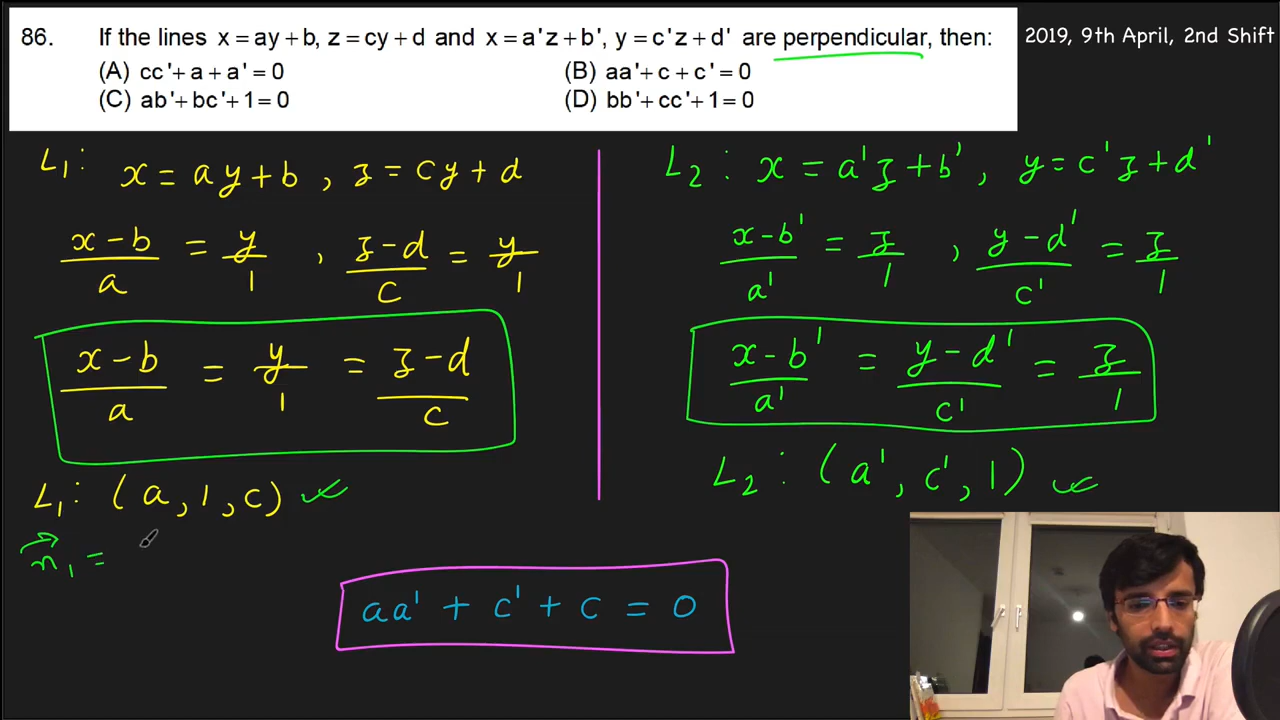 86. If the lines x = ay + b, z = cy + d and x = a'z + b', y = c'z + d' are perpendicular, then:
2019, 9th April, 2nd Shift
(A) cc' + a + a' = 0 (B) aa' + c + c' = 0
(C) ab' + bc' + 1 = 0 (D) bb' + cc' + 1 = 0
L₁ : x = ay + b , z = cy + d
(x – b)/a = y/1 , (z – d)/c = y/1
(x – b)/a = y/1 = (z – d)/c
L₁ : (a, 1, c) ✓
n⃗₁ =
L₂ : x = a'z + b' , y = c'z + d'
(x – b')/a' = z/1 , (y – d')/c' = z/1
(x – b')/a' = (y – d')/c' = z/1
L₂ : (a', c', 1) ✓
aa' + c' + c = 0